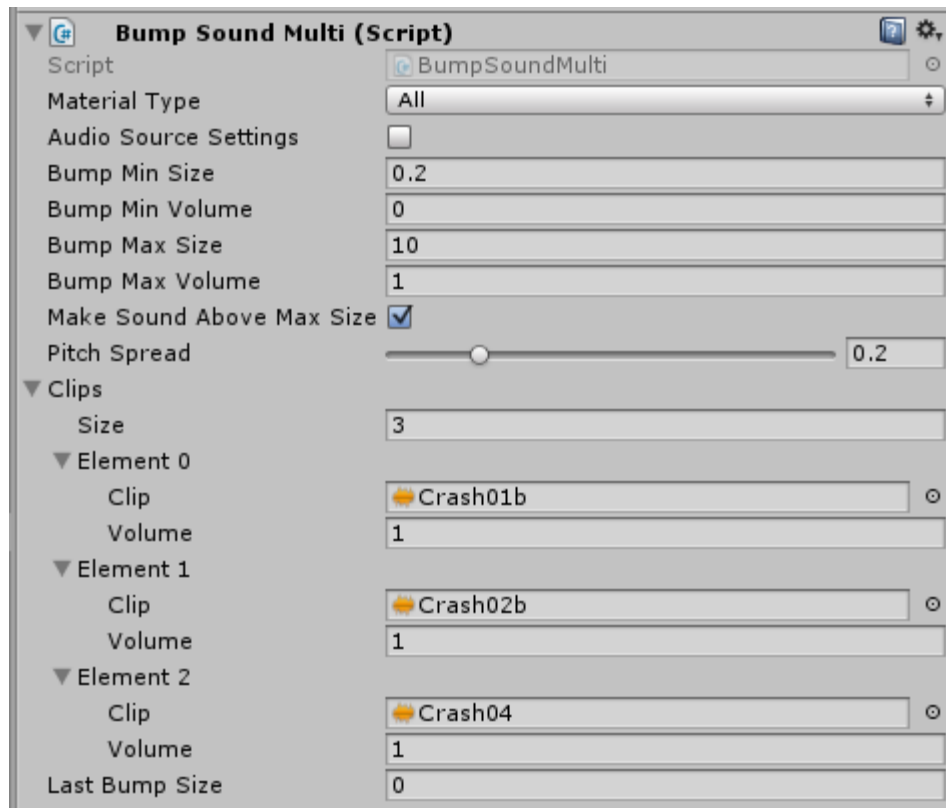 Bump Sound Multi (Script)
Script BumpSoundMulti
Material Type All
Audio Source Settings
Bump Min Size 0.2
Bump Min Volume 0
Bump Max Size 10
Bump Max Volume 1
Make Sound Above Max Size
Pitch Spread 0.2
Clips
Size 3
Element 0
Clip Crash01b
Volume 1
Element 1
Clip Crash02b
Volume 1
Element 2
Clip Crash04
Volume 1
Last Bump Size 0